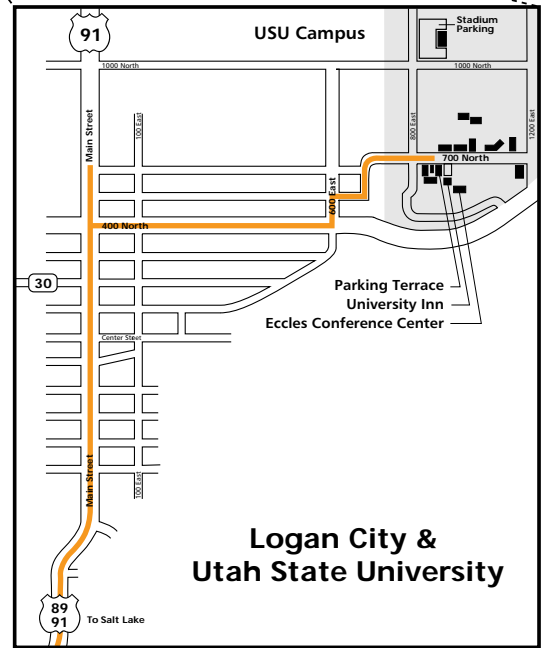 91
USU Campus
Stadium
Parking
1000 North
1000 North
Main Street
100 East
800 East
1200 East
700 North
600 East
400 North
30
Parking Terrace
University Inn
Eccles Conference Center
Center Steet
Main Street
100 East
Logan City &
Utah State University
89
91
To Salt Lake